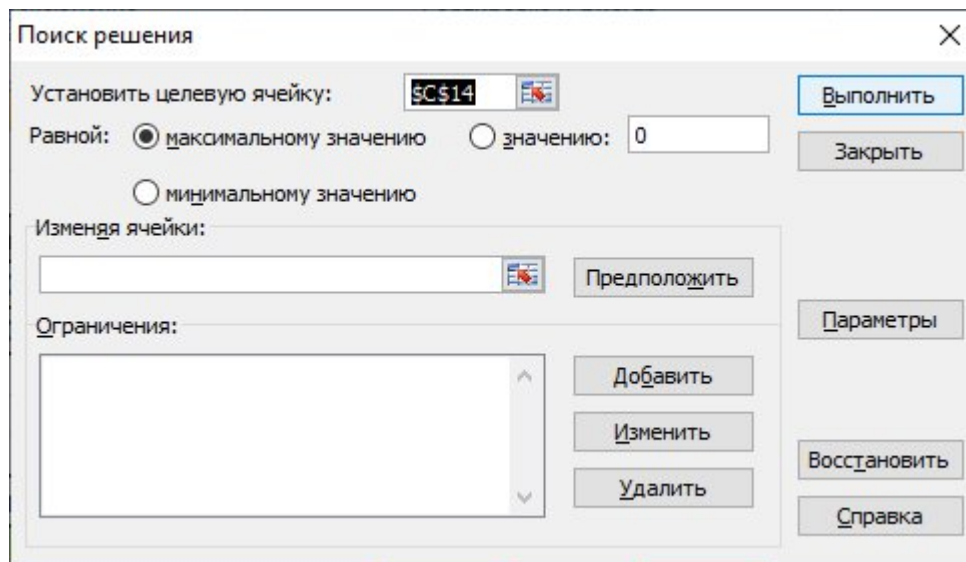 Поиск решения
Установить целевую ячейку: $C$14
Выполнить
Равной: максимальному значению значению: 0
Закрыть
минимальному значению
Изменяя ячейки:
Предположить
Параметры
Ограничения:
Добавить
Изменить
Удалить
Восстановить
Справка